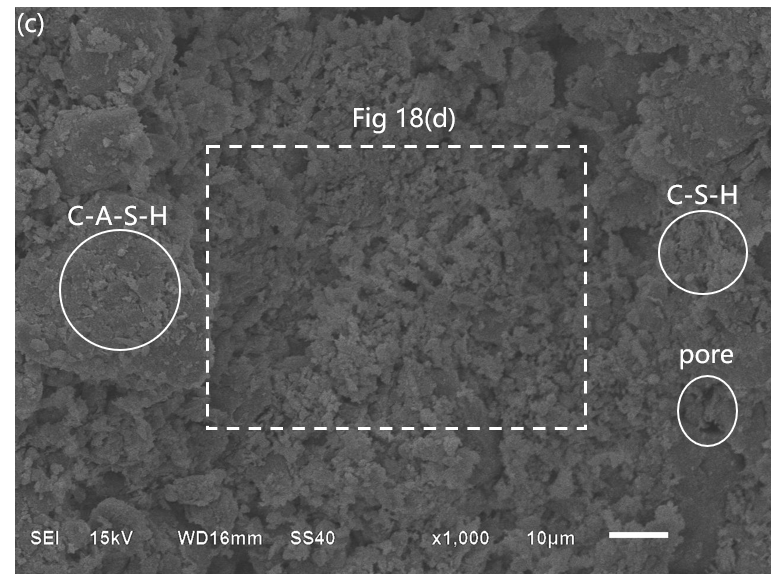 (c)
Fig 18(d)
C-A-S-H
C-S-H
pore
SEI 15kV WD16mm SS40 x1,000 10μm